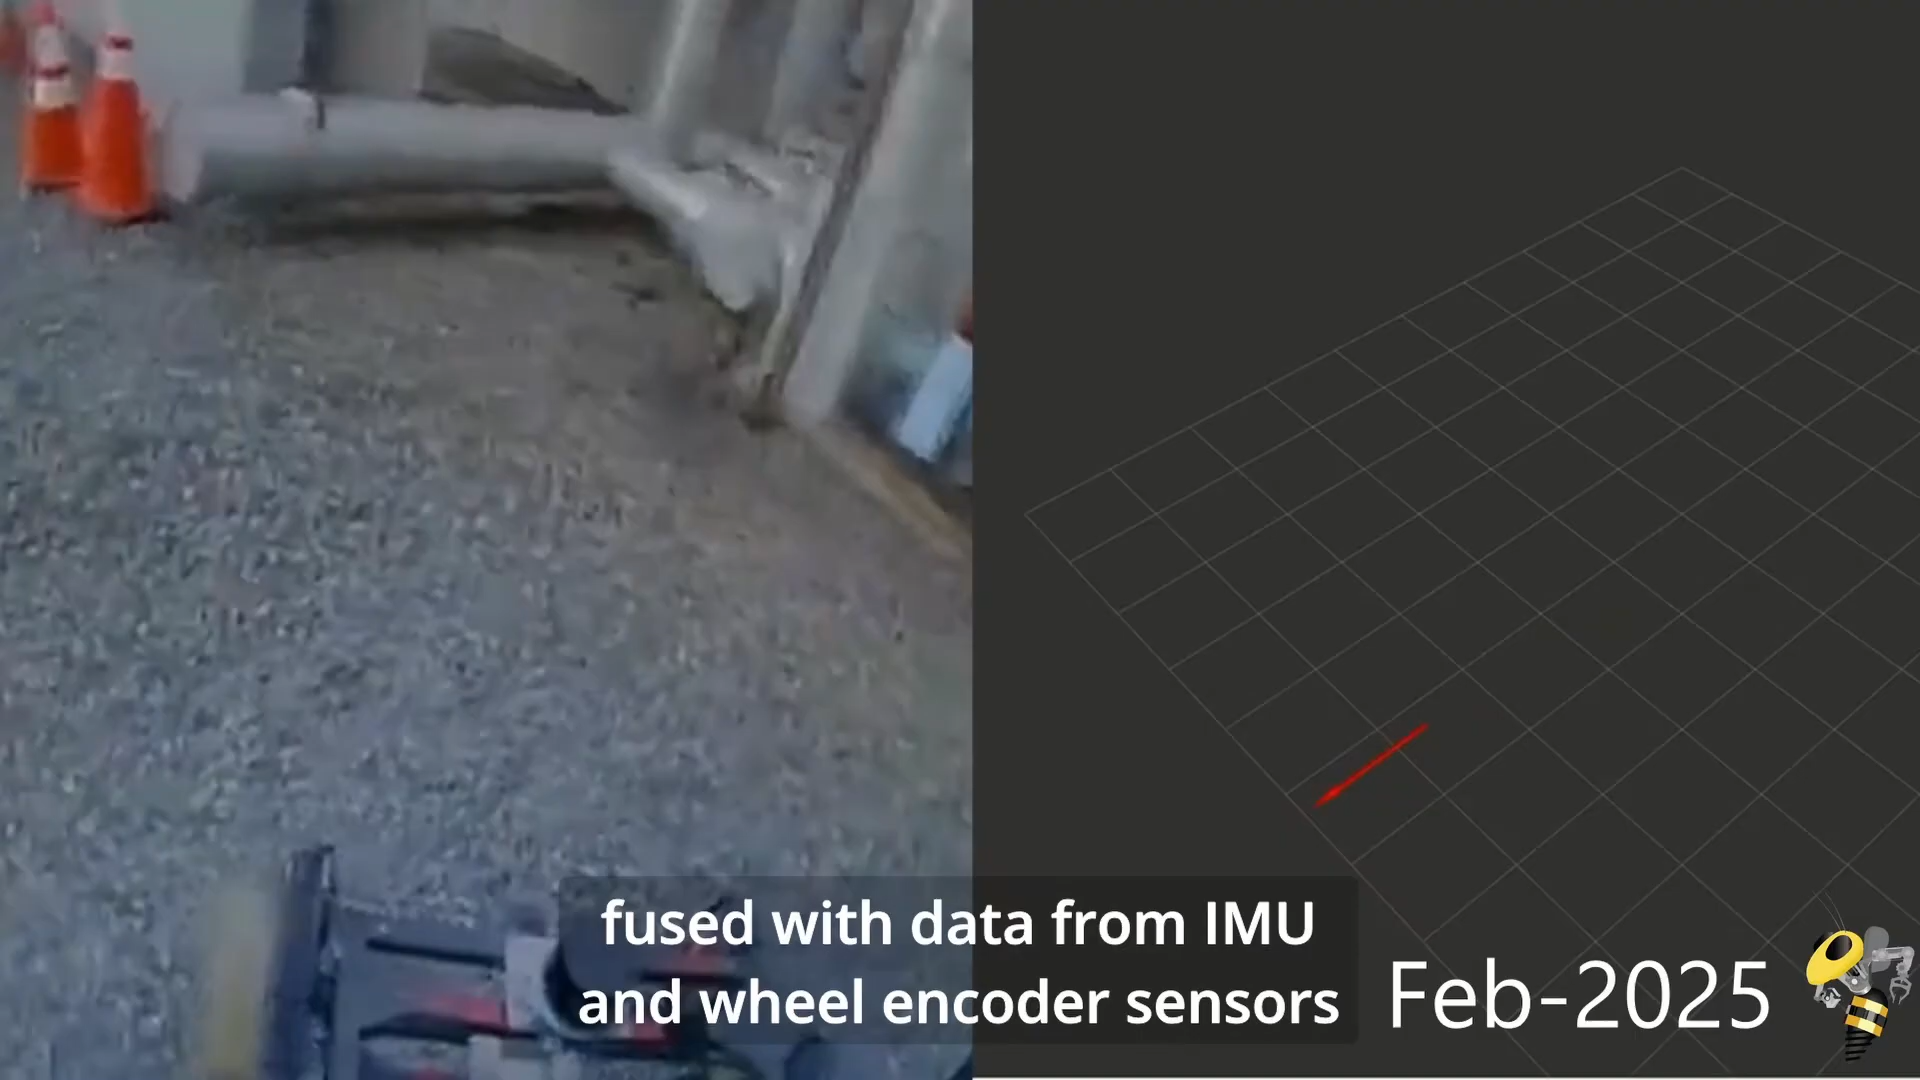 fused with data from IMU
and wheel encoder sensors
Feb-2025